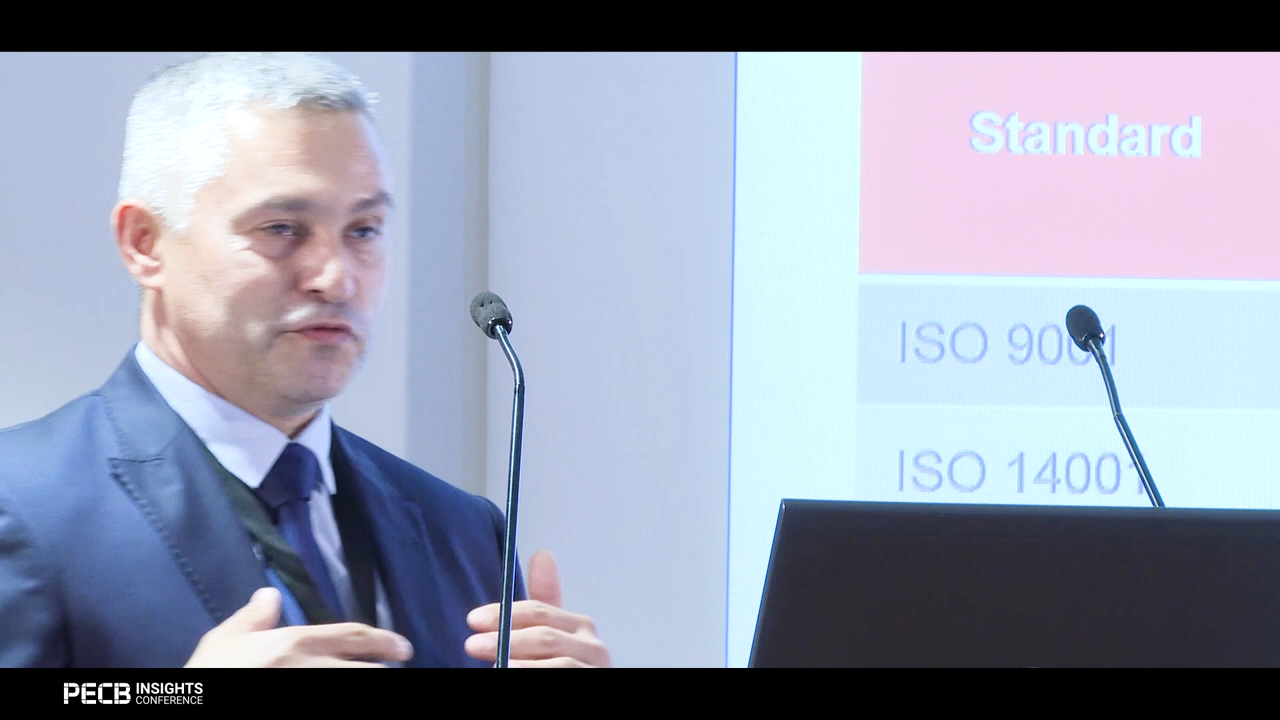 Standard
ISO 9001
ISO 14001
PECB INSIGHTS
CONFERENCE